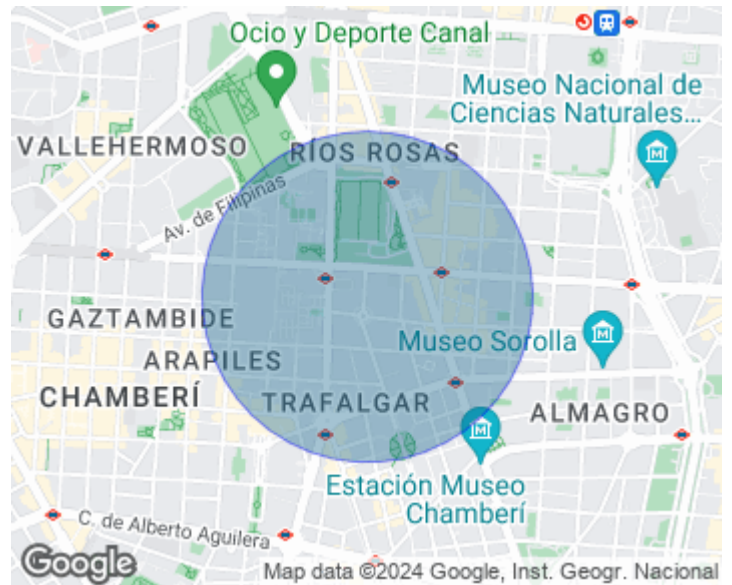 Ocio y Deporte Canal
Museo Nacional de
Ciencias Naturales...
VALLEHERMOSO
RÍOS ROSAS
Av. de Filipinas
GAZTAMBIDE
Museo Sorolla
ARAPILES
CHAMBERÍ
TRAFALGAR
ALMAGRO
Estación Museo
Chamberí
C. de Alberto Aguilera
Google
Map data ©2024 Google, Inst. Geogr. Nacional